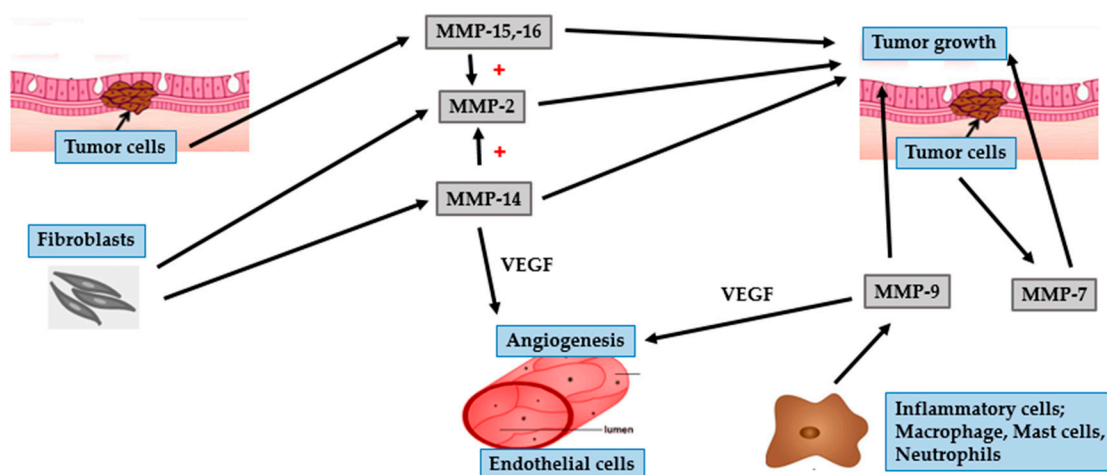 MMP-15,-16
+
MMP-2
+
MMP-14
Tumor cells
Fibroblasts
VEGF
Angiogenesis
lumen
Endothelial cells
Tumor growth
Tumor cells
MMP-9
MMP-7
VEGF
Inflammatory cells;
Macrophage, Mast cells,
Neutrophils